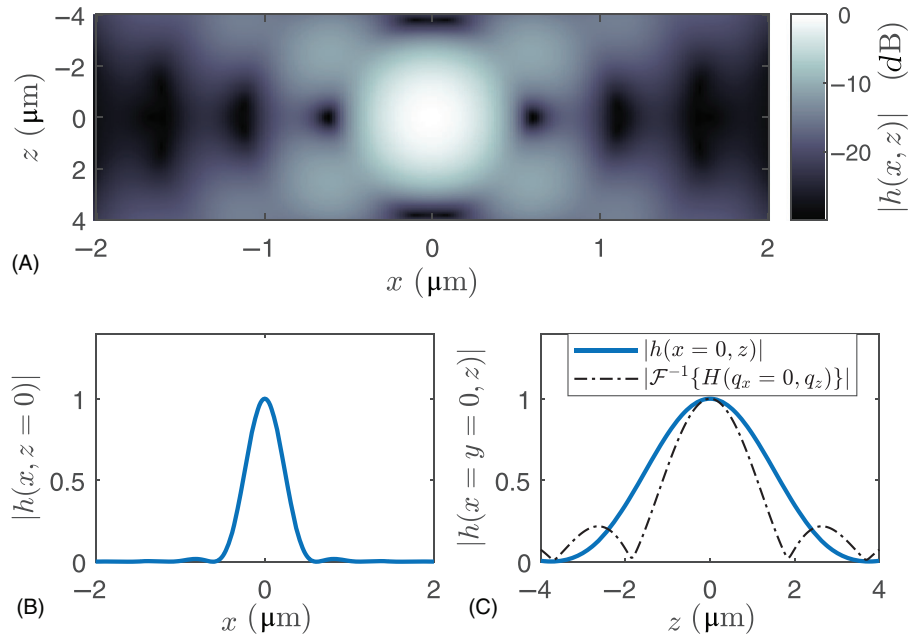 −4
−2
0
2
4
z (μm)
−2
−1
0
1
2
x (μm)
0
−10
−20
|h(x, z)| (dB)
(A)
1
0.5
0
|h(x, z = 0)|
−2
0
2
x (μm)
(B)
|h(x = 0, z)|
|ℱ⁻¹{H(qₓ = 0, q_z)}|
1
0.5
0
|h(x = y = 0, z)|
−4
−2
0
2
4
z (μm)
(C)